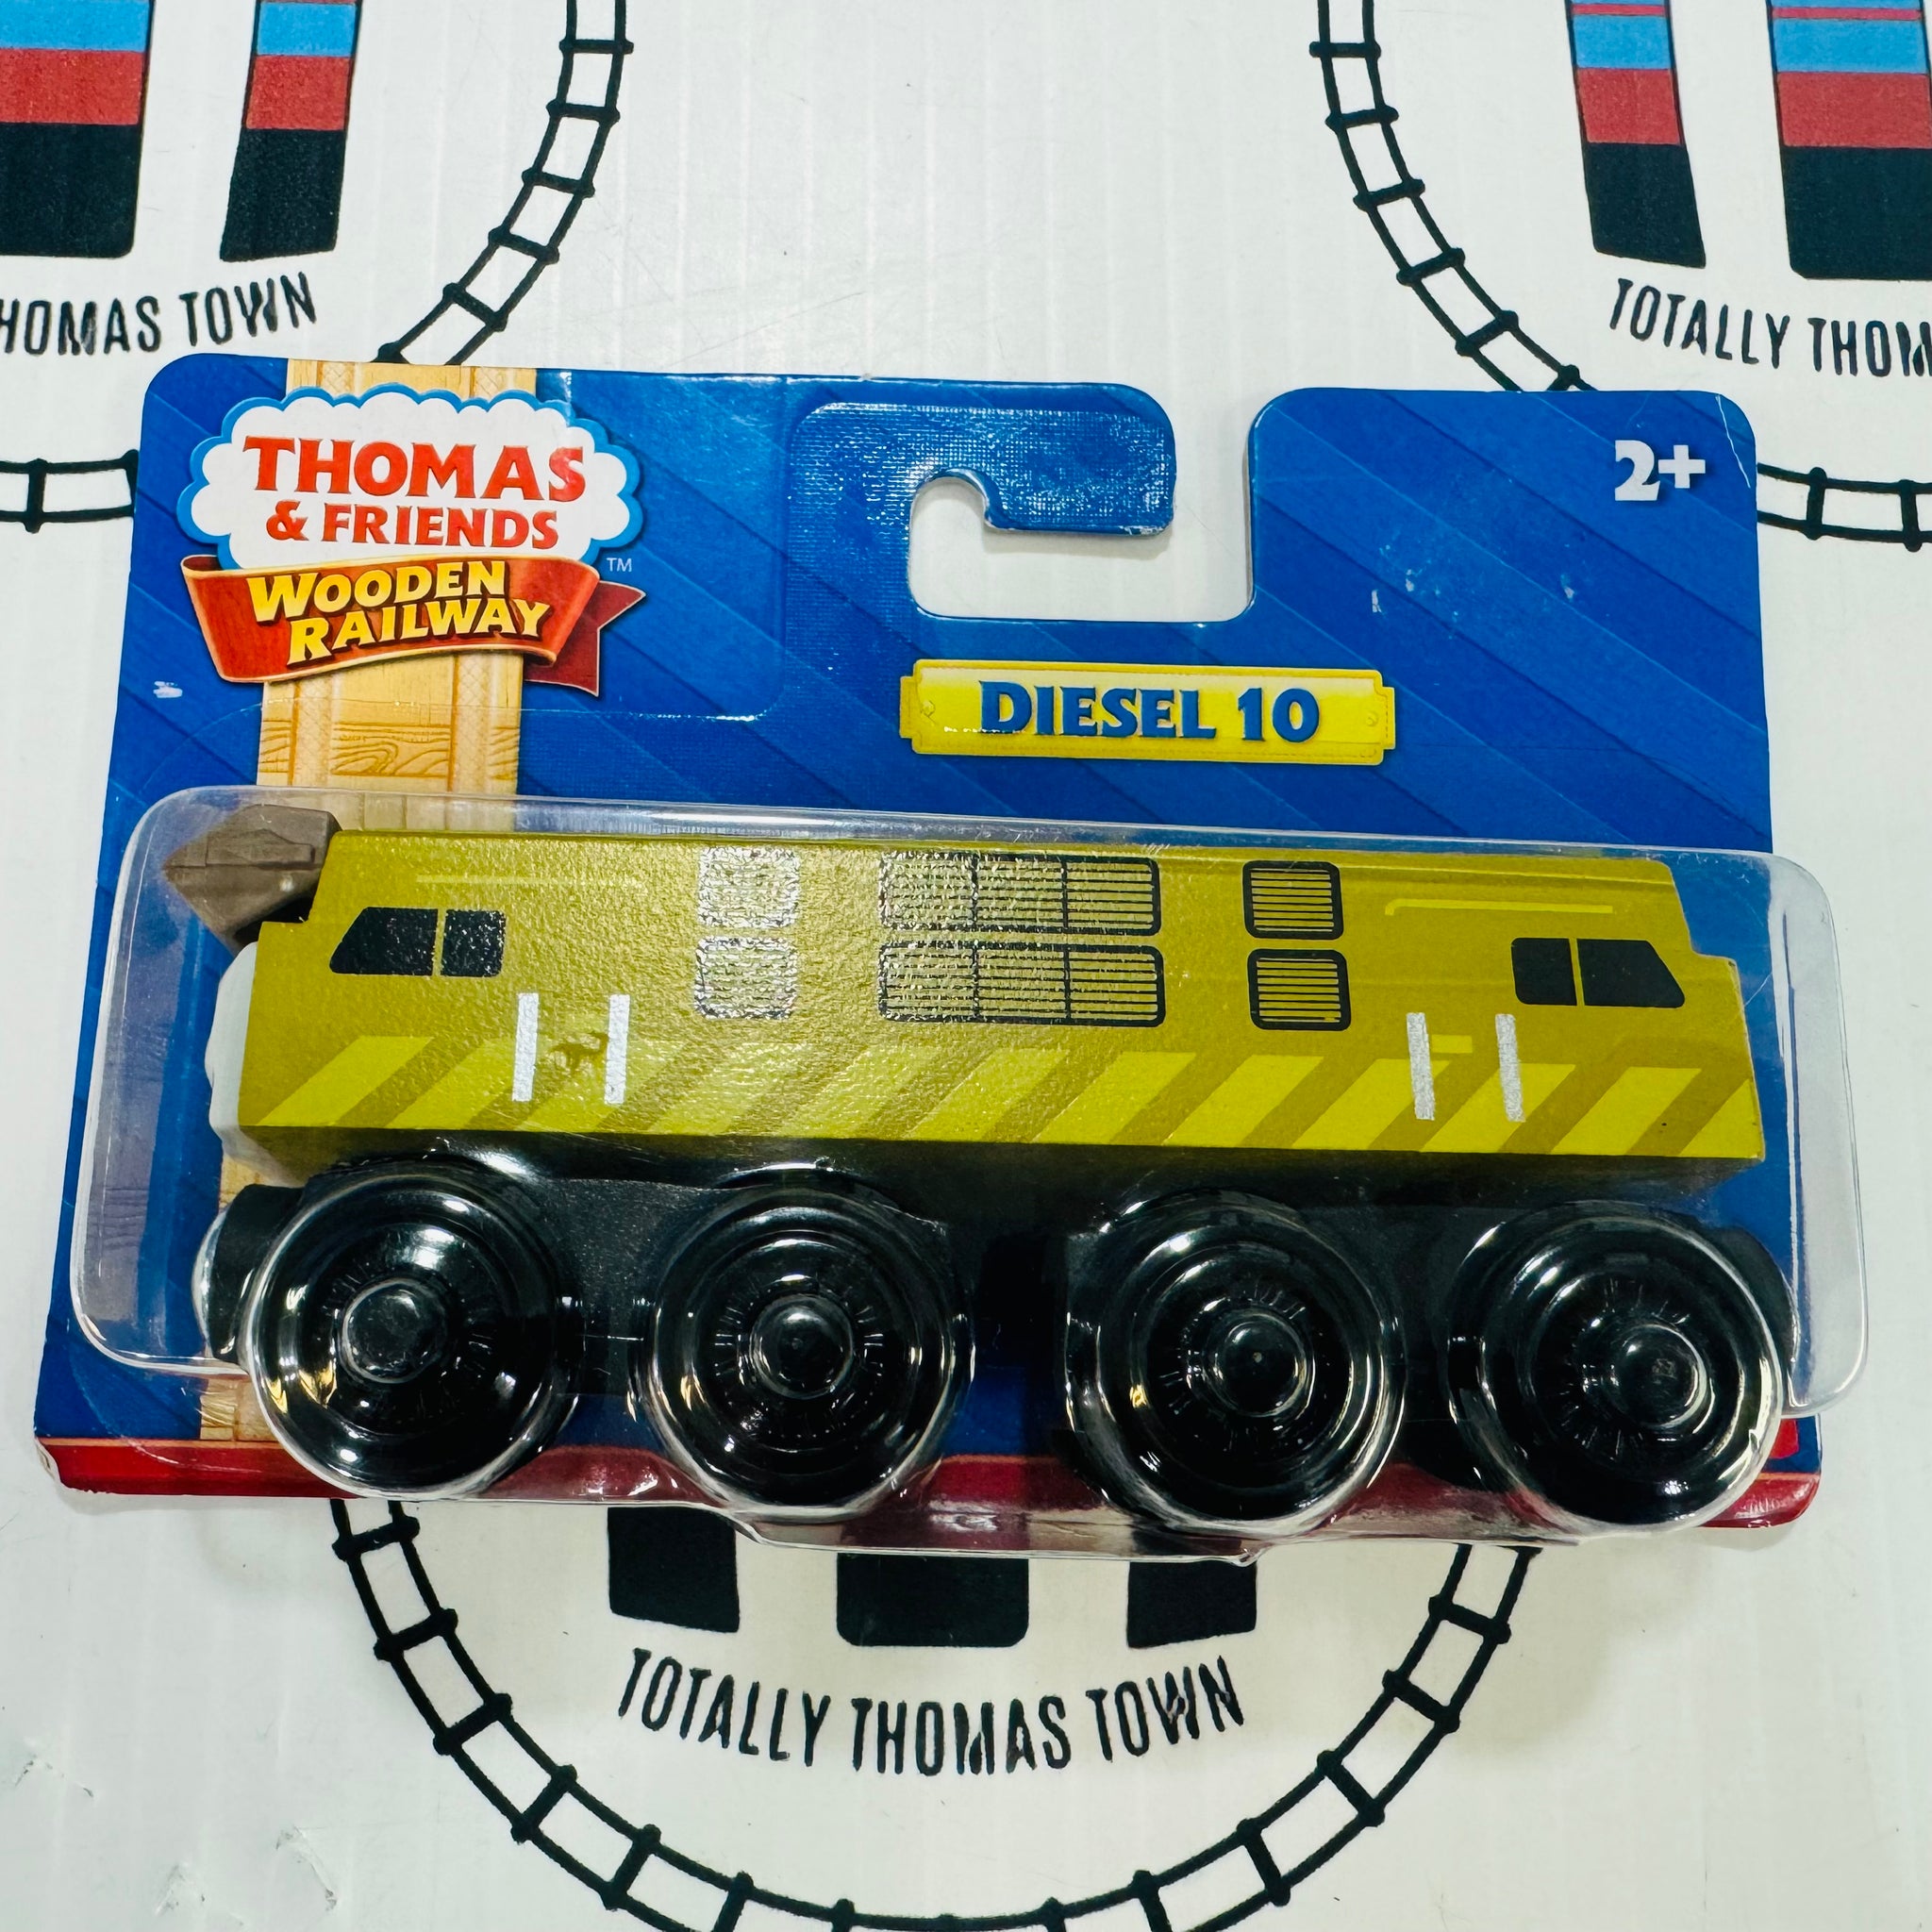 HOMAS TOWN
TOTALLY THOM
THOMAS
& FRIENDS
WOODEN
RAILWAY
TM
2+
DIESEL 10
TOTALLY THOMAS TOWN